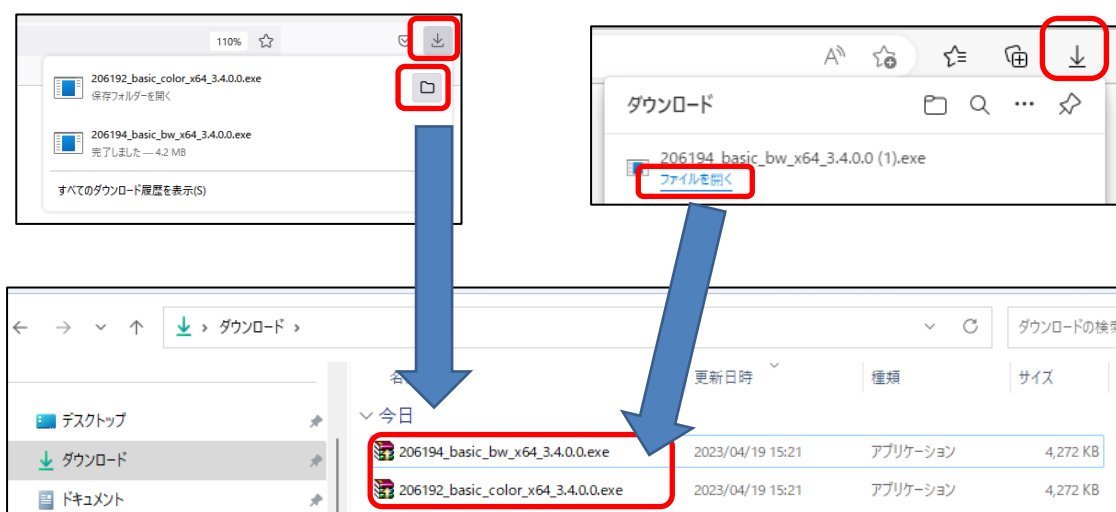 110%
206192_basic_color_x64_3.4.0.0.exe
保存フォルダーを開く
206194_basic_bw_x64_3.4.0.0.exe
完了しました — 4.2 MB
すべてのダウンロード履歴を表示(S)
ダウンロード
206194_basic_bw_x64_3.4.0.0 (1).exe
ファイルを開く
ダウンロード
ダウンロードの検索
更新日時
種類
サイズ
デスクトップ
ダウンロード
ドキュメント
今日
206194_basic_bw_x64_3.4.0.0.exe 2023/04/19 15:21 アプリケーション 4,272 KB
206192_basic_color_x64_3.4.0.0.exe 2023/04/19 15:21 アプリケーション 4,272 KB